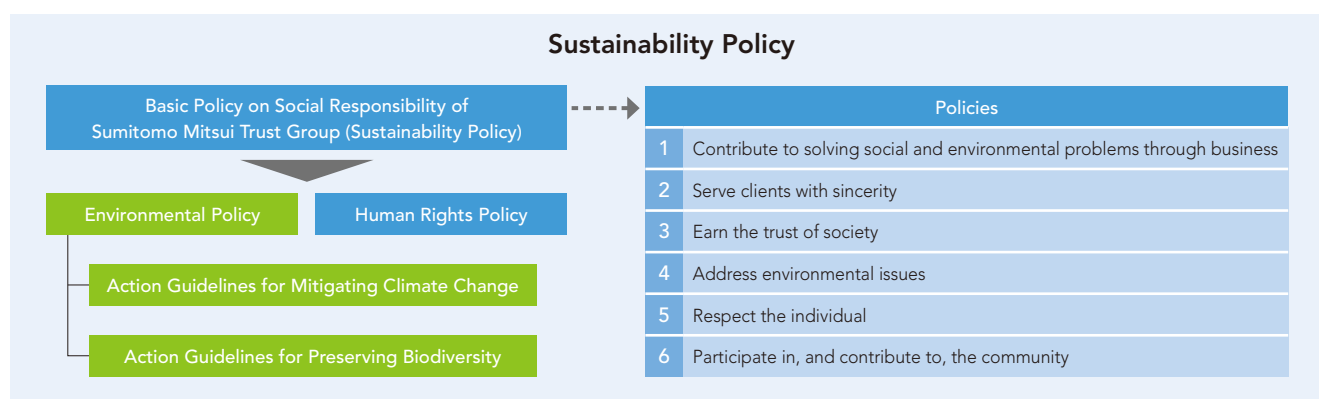 Sustainability Policy
Basic Policy on Social Responsibility of
Sumitomo Mitsui Trust Group (Sustainability Policy)
Environmental Policy
Human Rights Policy
Action Guidelines for Mitigating Climate Change
Action Guidelines for Preserving Biodiversity
Policies
1 Contribute to solving social and environmental problems through business
2 Serve clients with sincerity
3 Earn the trust of society
4 Address environmental issues
5 Respect the individual
6 Participate in, and contribute to, the community